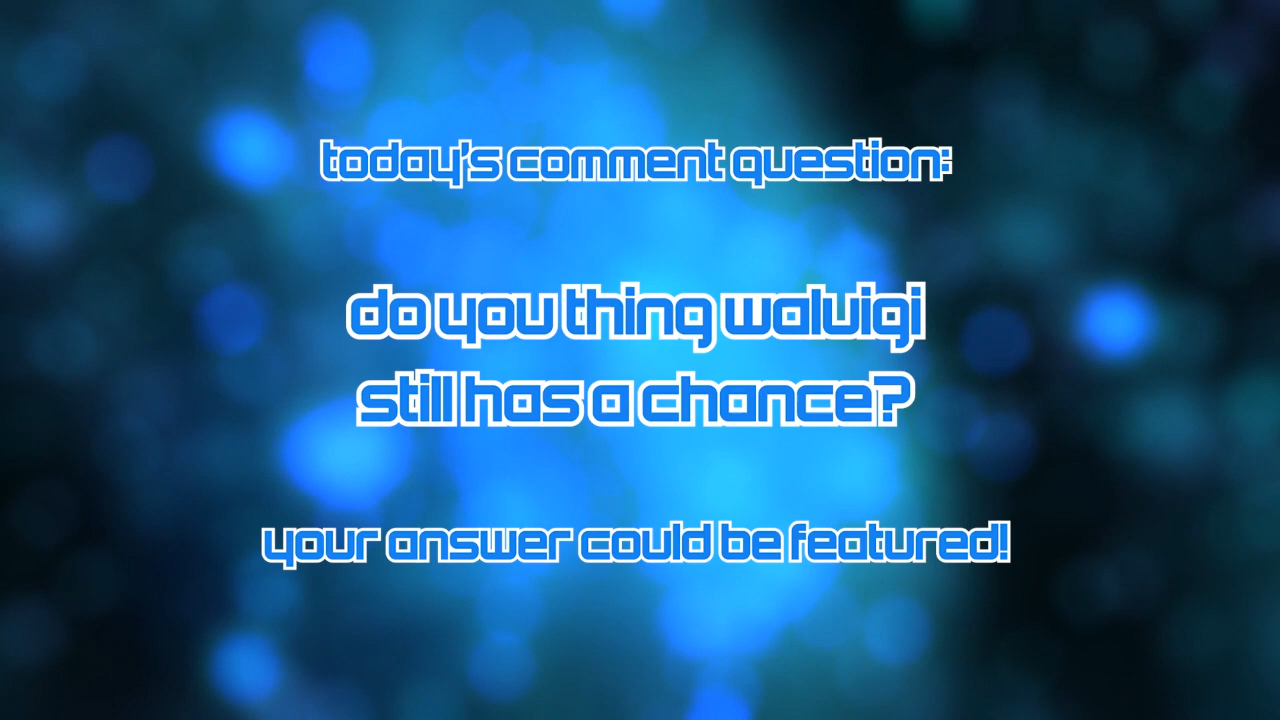 today's comment question:
do you thing waluigi
still has a chance?
your answer could be featured!